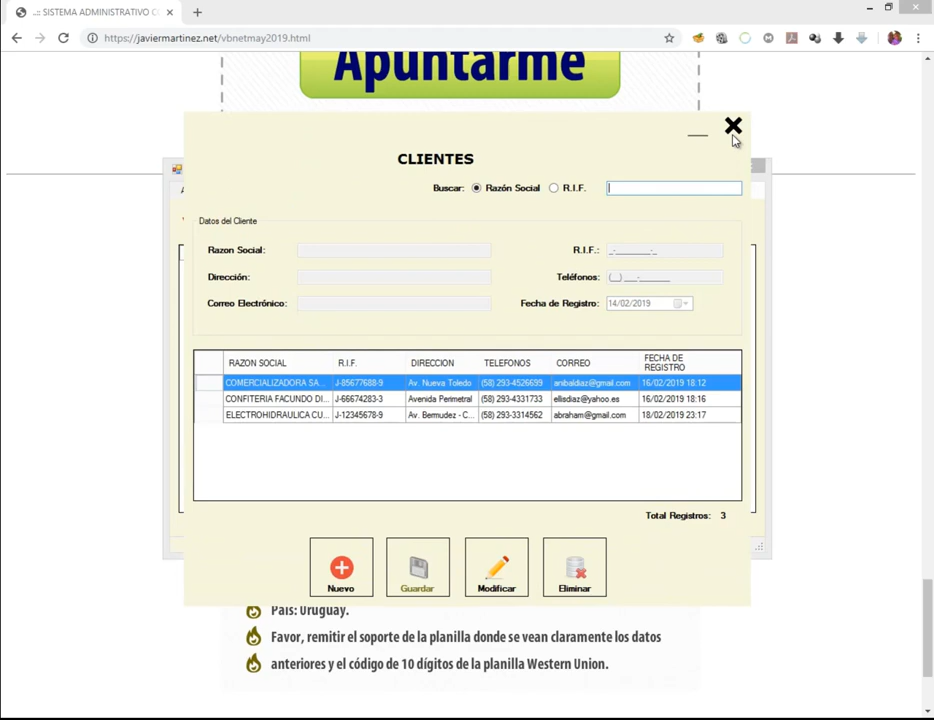 ..:: SISTEMA ADMINISTRATIVO CO
https://javiermartinez.net/vbnetmay2019.html
Apuntarme
CLIENTES
Buscar: Razón Social R.I.F.
Datos del Cliente
Razon Social: R.I.F.: _-________-_
Dirección: Teléfonos: (__) ___-_______
Correo Electrónico: Fecha de Registro: 14/02/2019
RAZON SOCIAL R.I.F. DIRECCION TELEFONOS CORREO FECHA DE REGISTRO
COMERCIALIZADORA SA... J-85677688-9 Av. Nueva Toledo (58) 293-4526699 anibaldiaz@gmail.com 16/02/2019 18:12
CONFITERIA FACUNDO DI... J-66674283-3 Avenida Perimetral (58) 293-4331733 ellisdiaz@yahoo.es 16/02/2019 18:16
ELECTROHIDRAULICA CU... J-12345678-9 Av. Bermudez - C... (58) 293-3314562 abraham@gmail.com 18/02/2019 23:17
Total Registros: 3
Nuevo Guardar Modificar Eliminar
País: Uruguay.
Favor, remitir el soporte de la planilla donde se vean claramente los datos
anteriores y el código de 10 dígitos de la planilla Western Union.